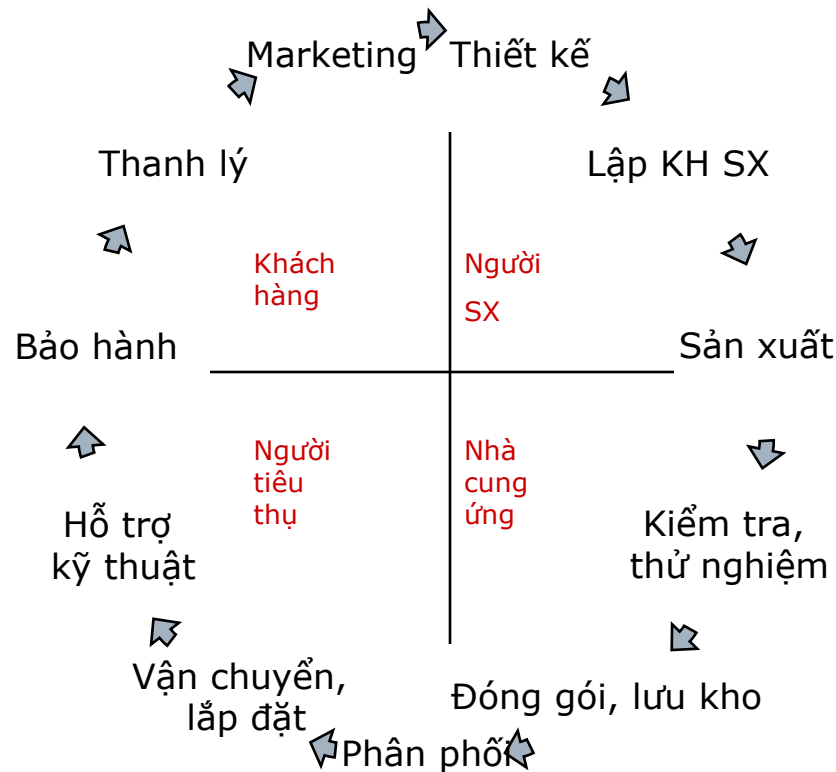 Marketing
Thiết kế
Thanh lý
Lập KH SX
Khách
hàng
Người
SX
Bảo hành
Sản xuất
Người
tiêu
thụ
Nhà
cung
ứng
Hỗ trợ
kỹ thuật
Kiểm tra,
thử nghiệm
Vận chuyển,
lắp đặt
Đóng gói, lưu kho
Phân phối